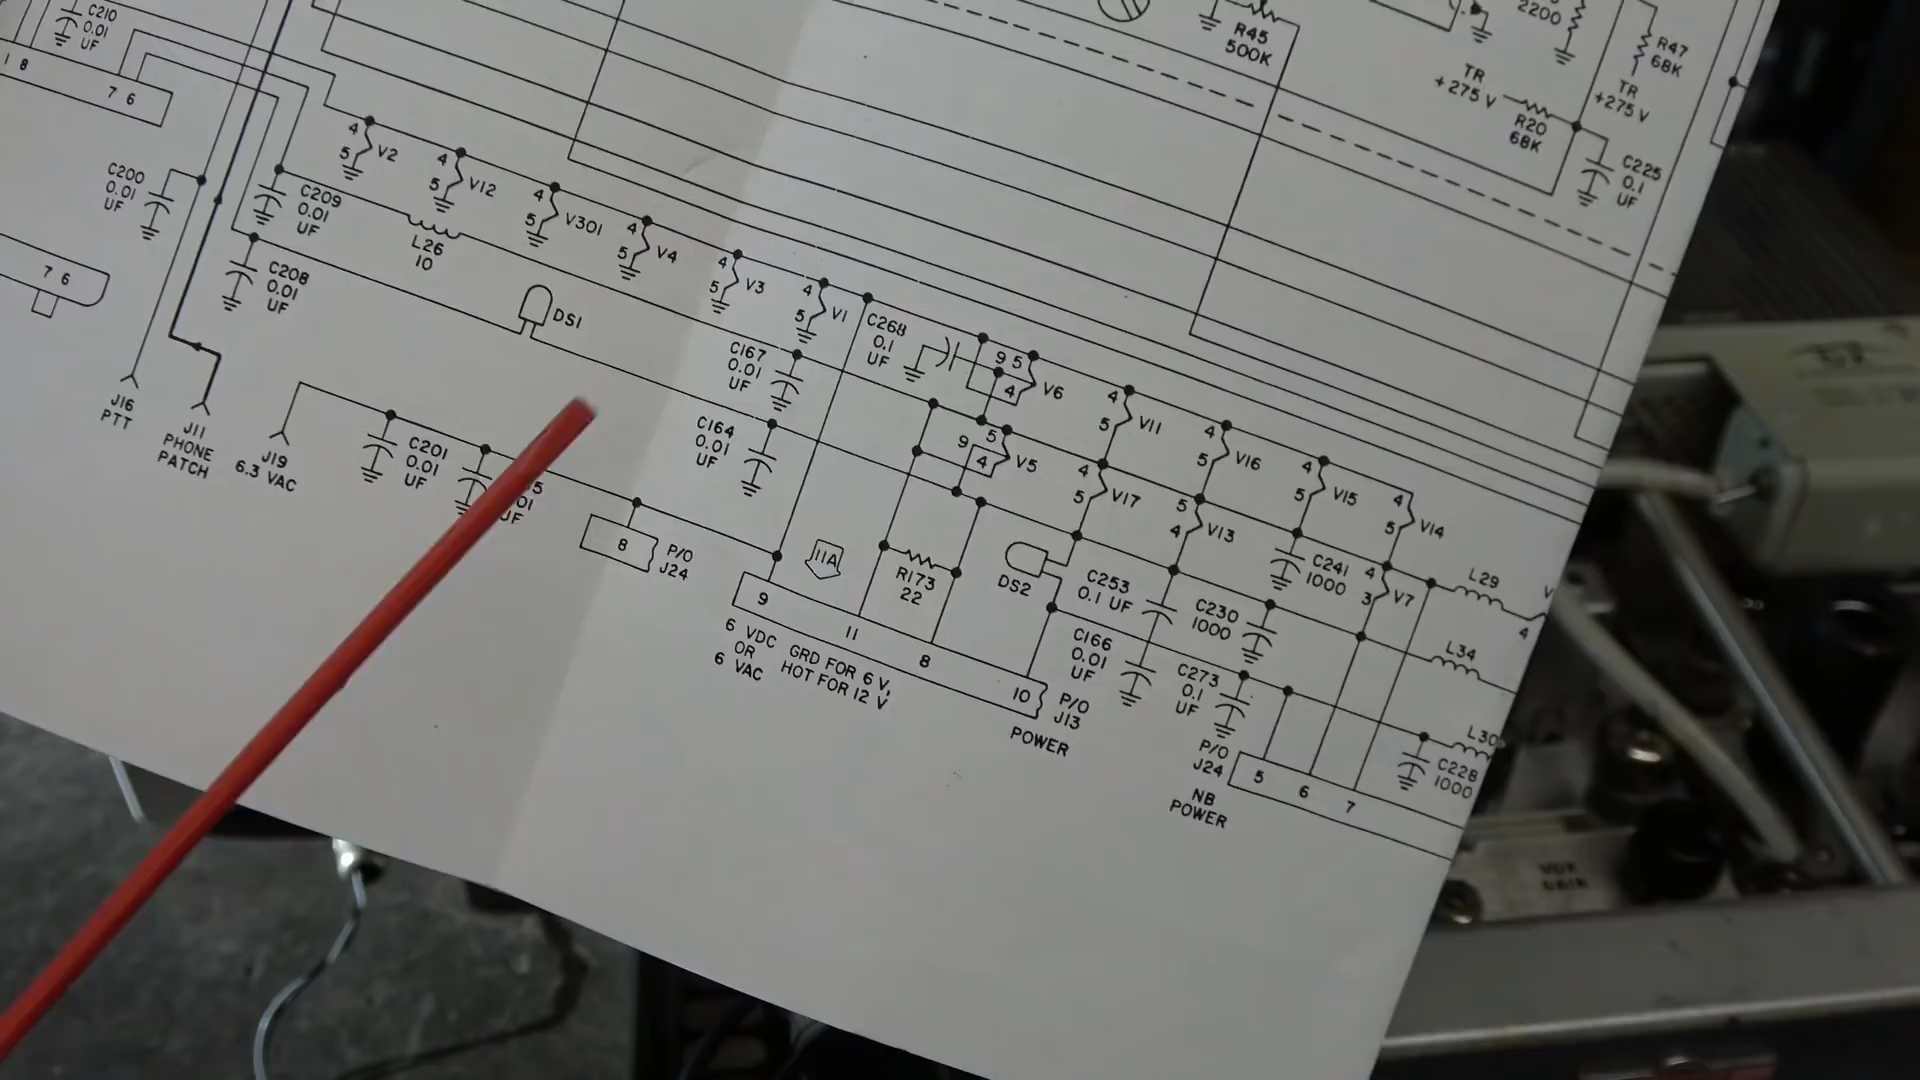 C210
0.01
UF
1 8
7 6
R45
500K
2200
R47
68K
TR
+275 V
TR
+275 V
R20
68K
C225
0.1
UF
4
5
V2
4
5
V12
4
5
V301
4
5
V4
4
5
V3
4
5
V1
C200
0.01
UF
C209
0.01
UF
L26
10
7 6
C208
0.01
UF
DS1
C268
0.1
UF
9 5
4
V6
C167
0.01
UF
4
5
V11
4
5
V16
4
5
V15
4
5
V14
J16
PTT
J11
PHONE
PATCH
J19
6.3 VAC
C201
0.01
UF
C164
0.01
UF
9
5
4
V5
4
5
V17
5
4
V13
8
P/O
J24
11A
R173
22
DS2
C253
0.1 UF
C241
1000
4
3
V7
L29
4
C230
1000
L34
9
11
8
10
P/O
J13
POWER
6 VDC
OR
6 VAC
GRD FOR 6 V,
HOT FOR 12 V
C166
0.01
UF
C273
0.1
UF
L30
C228
1000
P/O
J24
5
6
7
NB
POWER